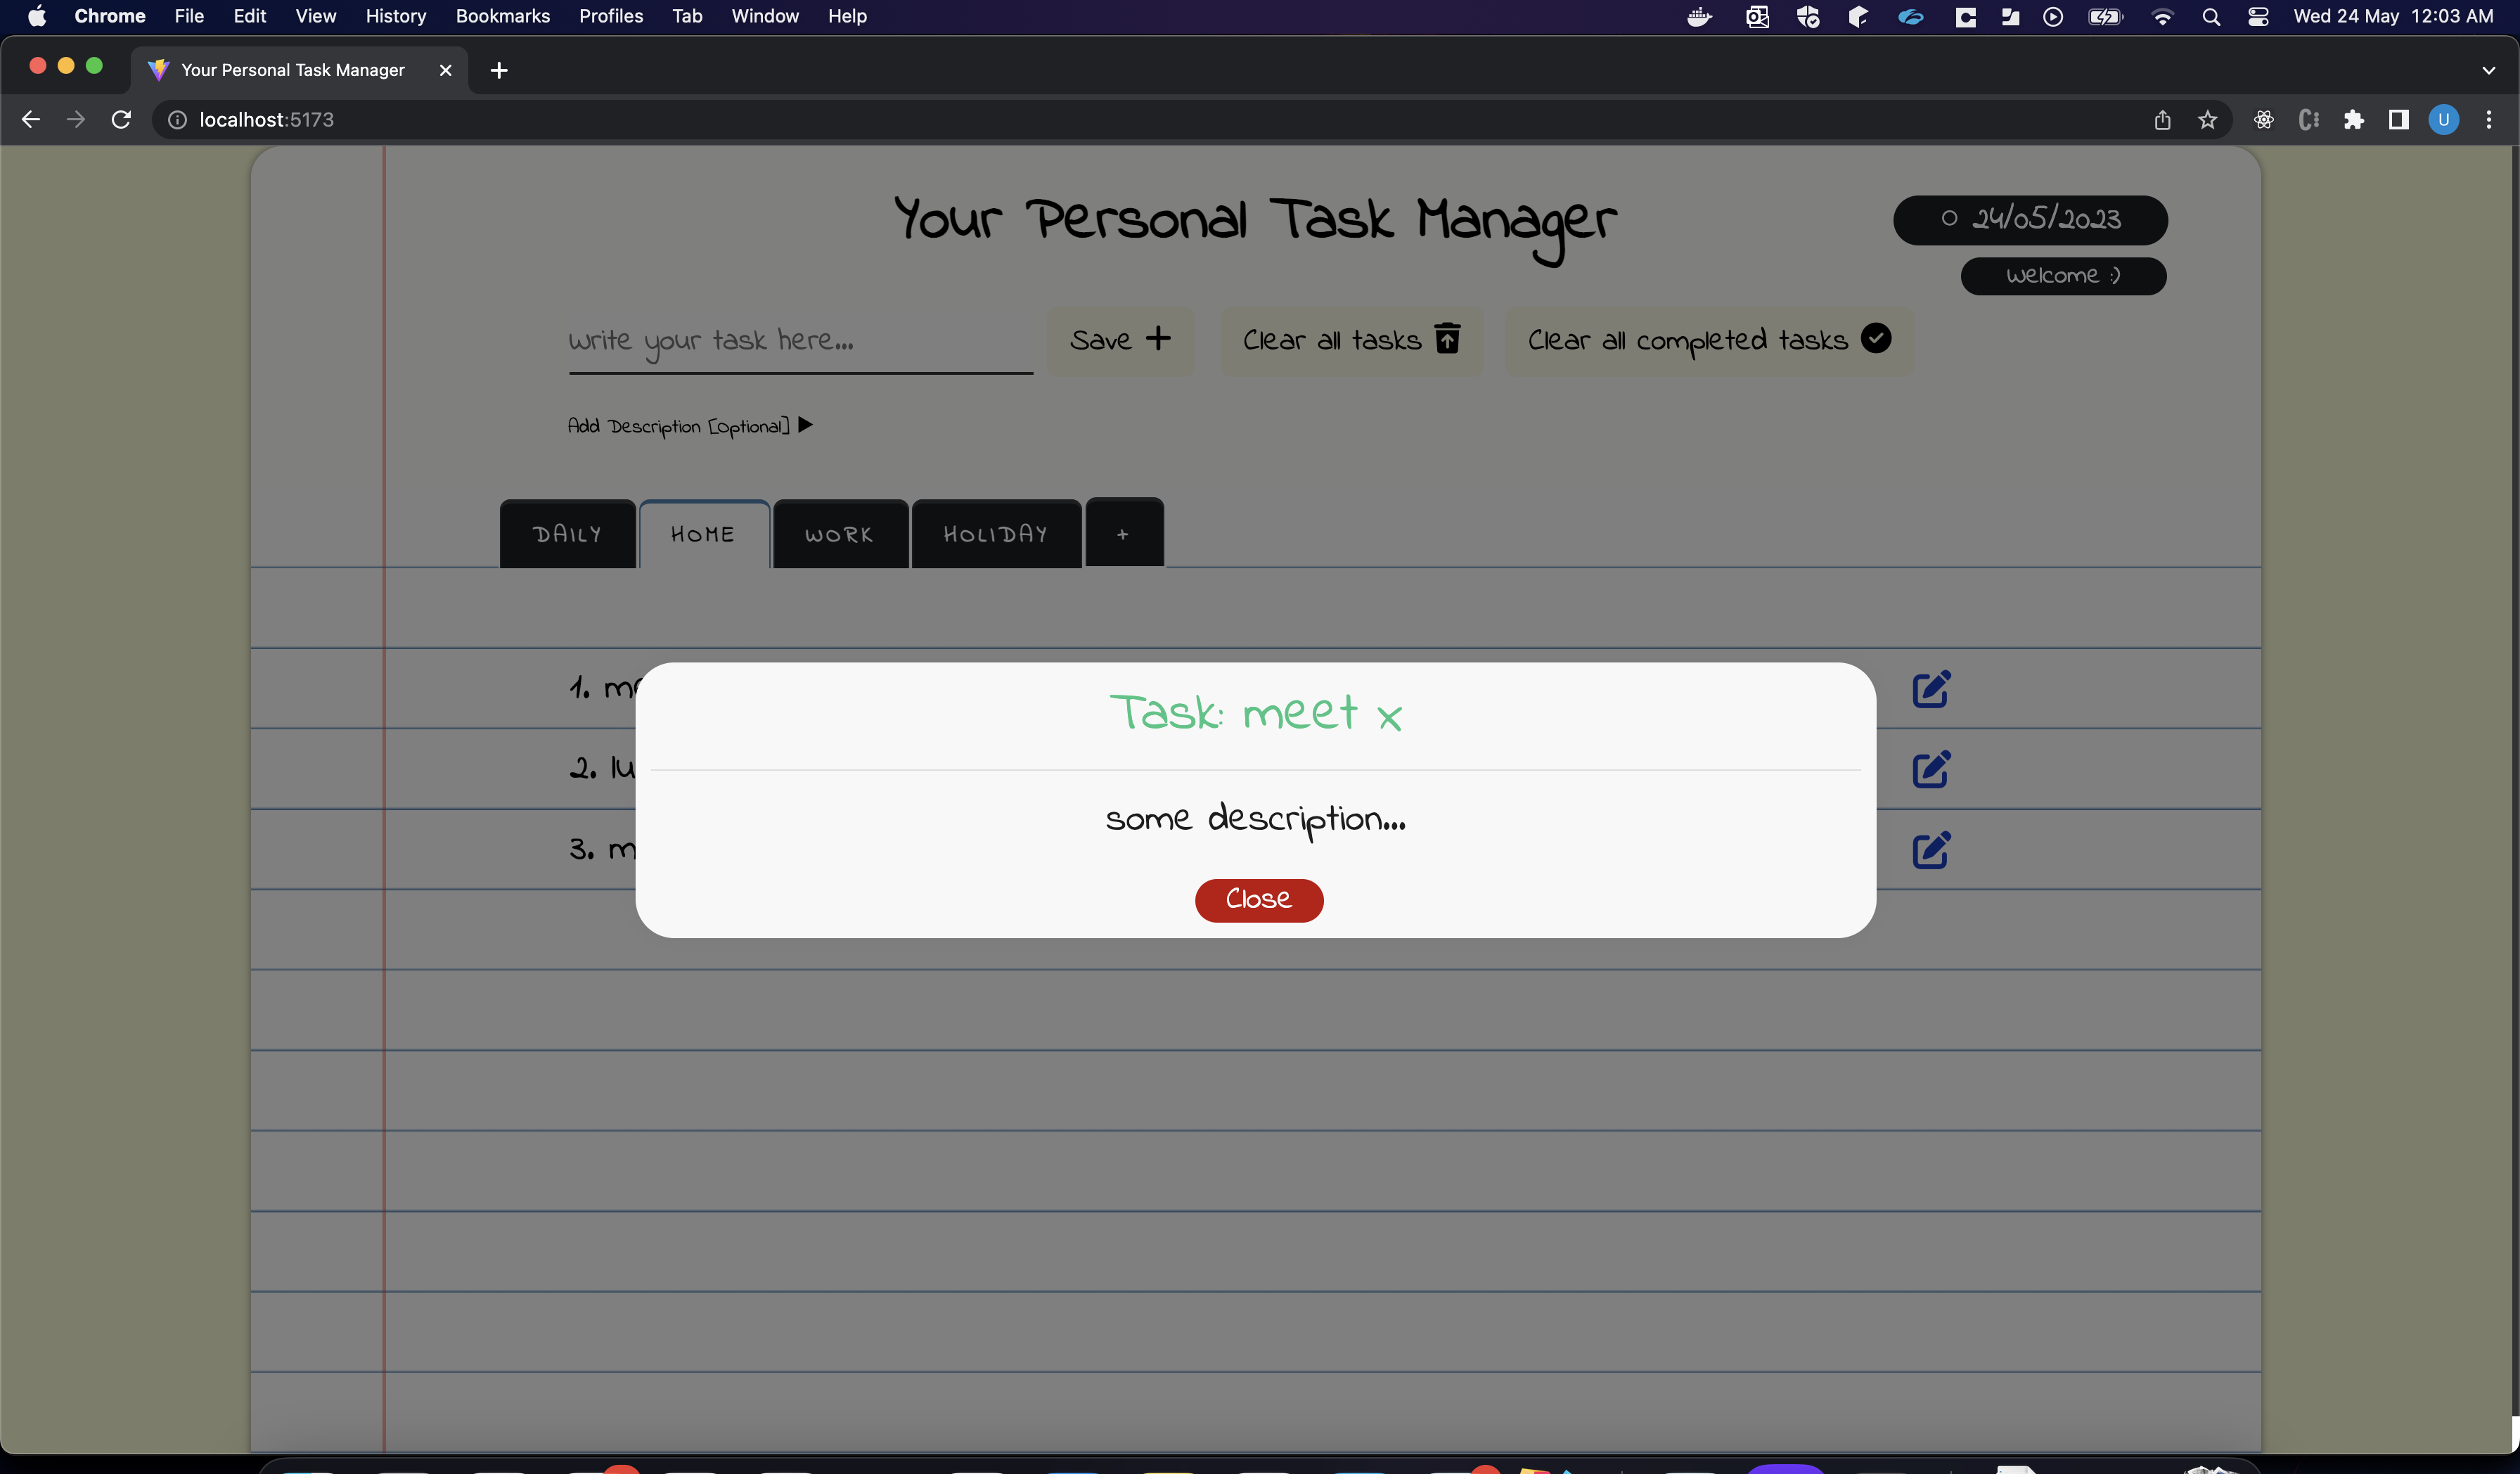 Chrome File Edit View History Bookmarks Profiles Tab Window Help Wed 24 May 12:03 AM
Your Personal Task Manager
localhost:5173 U
Your Personal Task Manager
24/05/2023
Welcome :)
Write your task here...
Save + Clear all tasks Clear all completed tasks
Add Description [Optional]
DAILY HOME WORK HOLIDAY +
1.
2.
3.
Task: meet x
some description...
Close